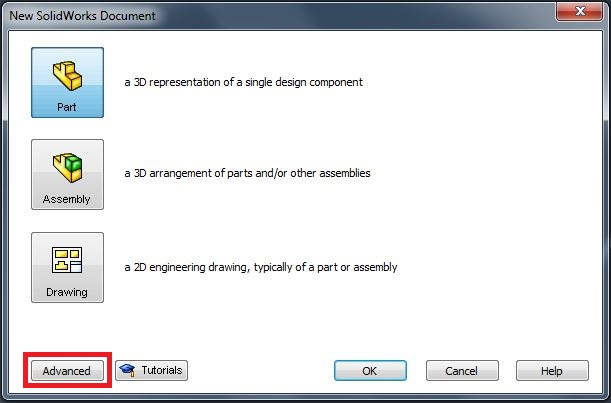 New SolidWorks Document
Part
a 3D representation of a single design component
Assembly
a 3D arrangement of parts and/or other assemblies
Drawing
a 2D engineering drawing, typically of a part or assembly
Advanced
Tutorials
OK
Cancel
Help